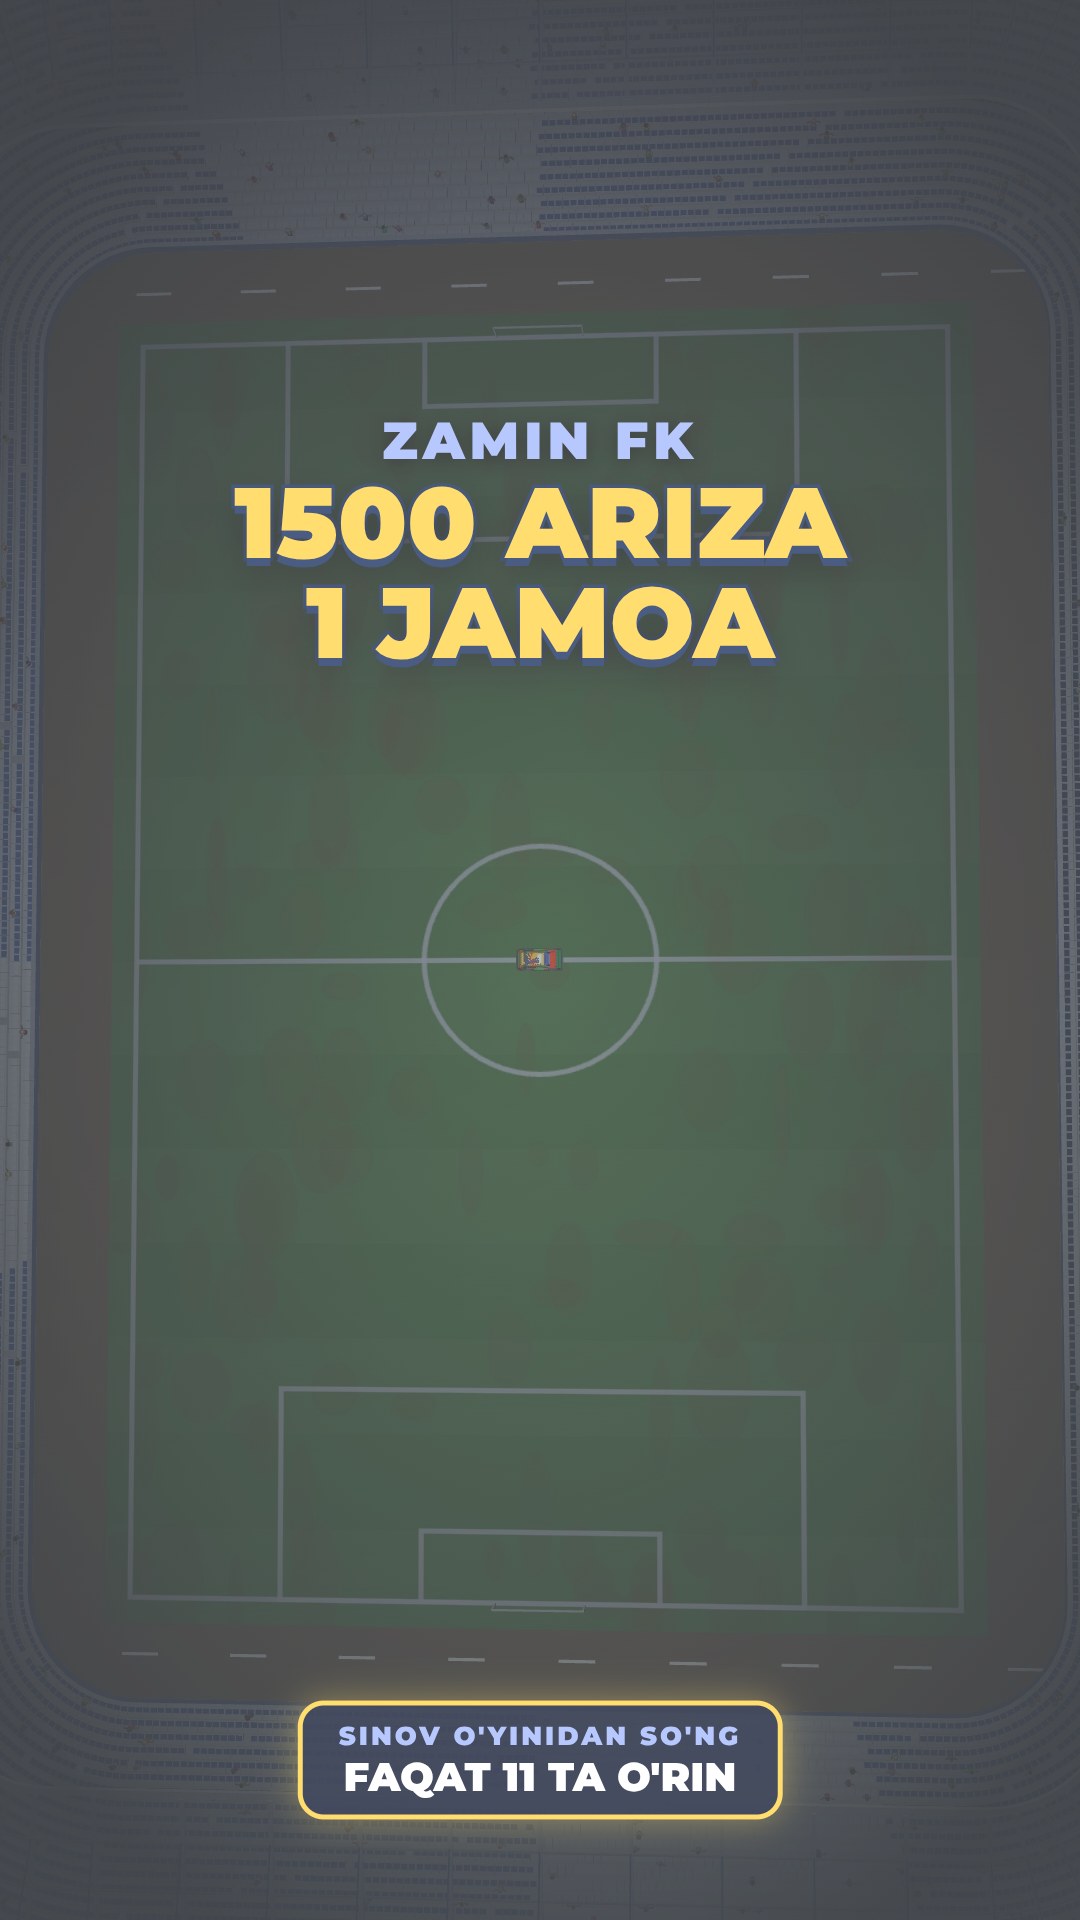 ZAMIN FK
1500 ARIZA
1 JAMOA
SINOV O'YINIDAN SO'NG
FAQAT 11 TA O'RIN